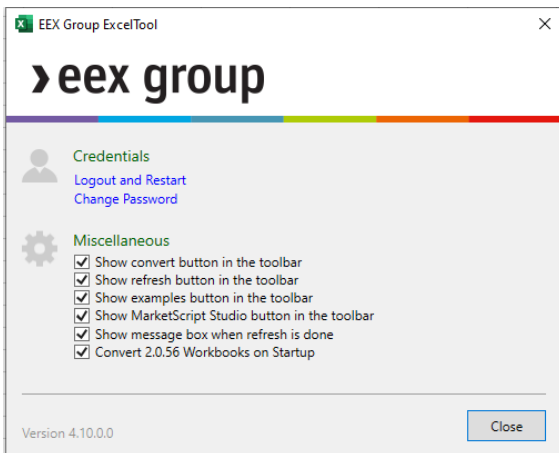 EEX Group ExcelTool
eex group
Credentials
Logout and Restart
Change Password
Miscellaneous
Show convert button in the toolbar
Show refresh button in the toolbar
Show examples button in the toolbar
Show MarketScript Studio button in the toolbar
Show message box when refresh is done
Convert 2.0.56 Workbooks on Startup
Version 4.10.0.0
Close